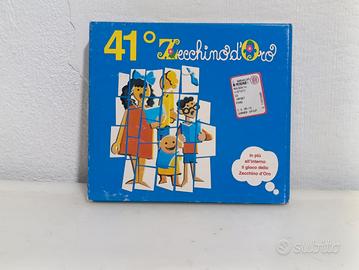 41° Zecchino d'Oro
in più
all'interno
il gioco dello
Zecchino d'Oro
subito